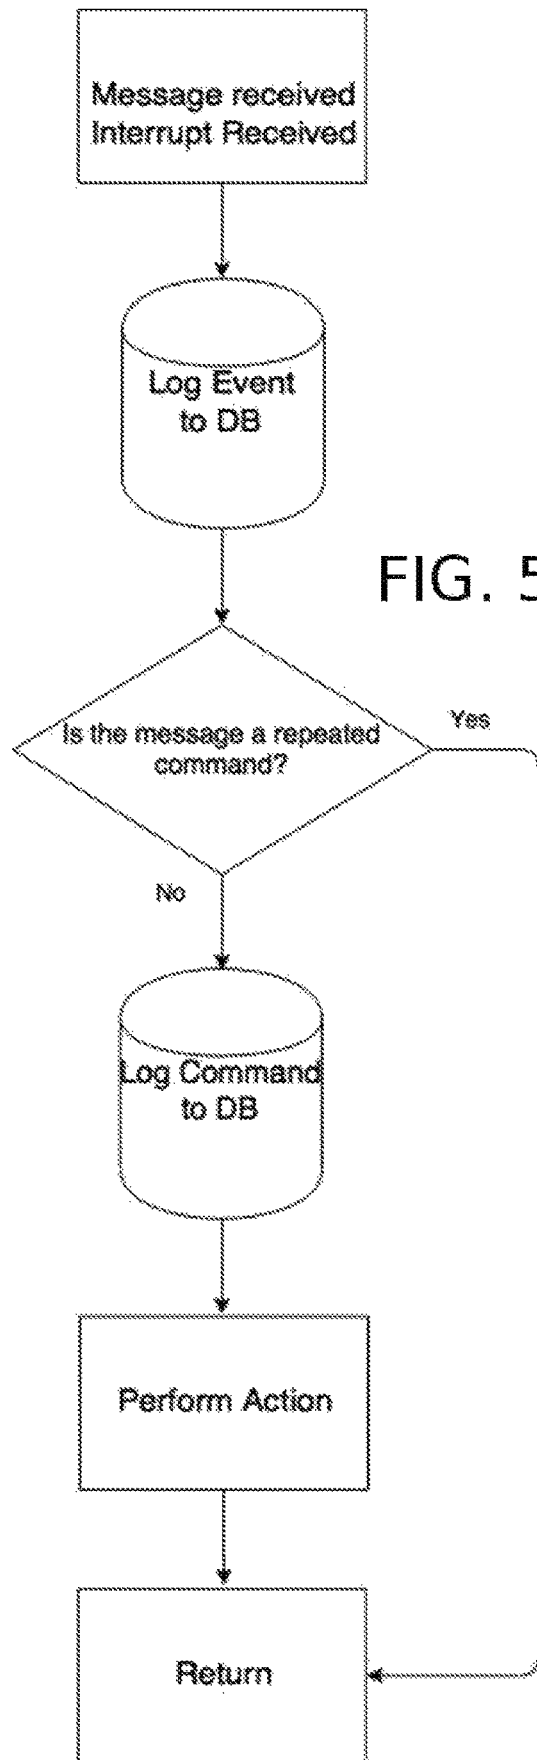 Message received
Interrupt Received
Log Event
to DB
FIG. 5
Is the message a repeated
command?
Yes
No
Log Command
to DB
Perform Action
Return